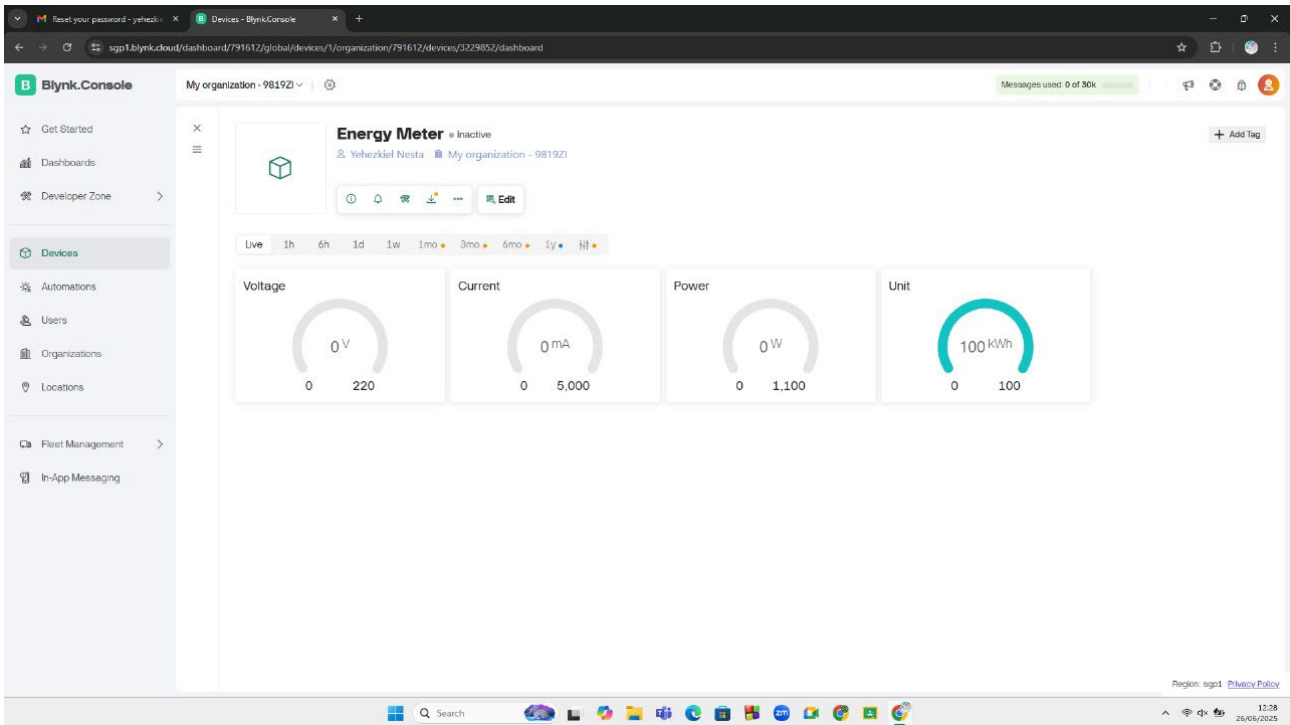 Reset your password - yehezkie
Devices - Blynk.Console
sgp1.blynk.cloud/dashboard/791612/global/devices/1/organization/791612/devices/3229852/dashboard
B Blynk.Console
My organization - 9819ZI
Messages used: 0 of 30k
Get Started
Dashboards
Developer Zone
Devices
Automations
Users
Organizations
Locations
Fleet Management
In-App Messaging
Energy Meter Inactive
+ Add Tag
Yehezkiel Nesta My organization - 9819ZI
Edit
Live 1h 6h 1d 1w 1mo 3mo 6mo 1y
Voltage
0 V
0 220
Current
0 mA
0 5,000
Power
0 W
0 1,100
Unit
100 kWh
0 100
Region: sgp1 Privacy Policy
Search
zm
12:28
26/06/2025